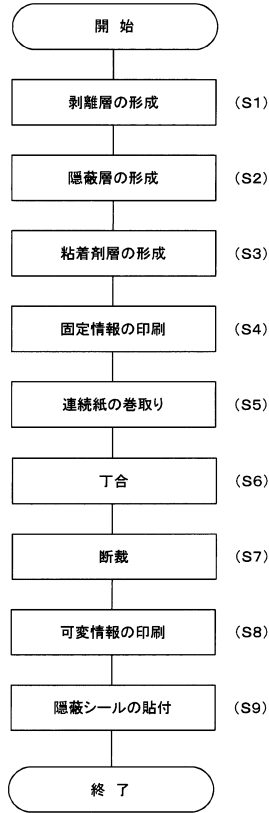 開 始
剥離層の形成 (S1)
隠蔽層の形成 (S2)
粘着剤層の形成 (S3)
固定情報の印刷 (S4)
連続紙の巻取り (S5)
丁合 (S6)
断裁 (S7)
可変情報の印刷 (S8)
隠蔽シールの貼付 (S9)
終 了